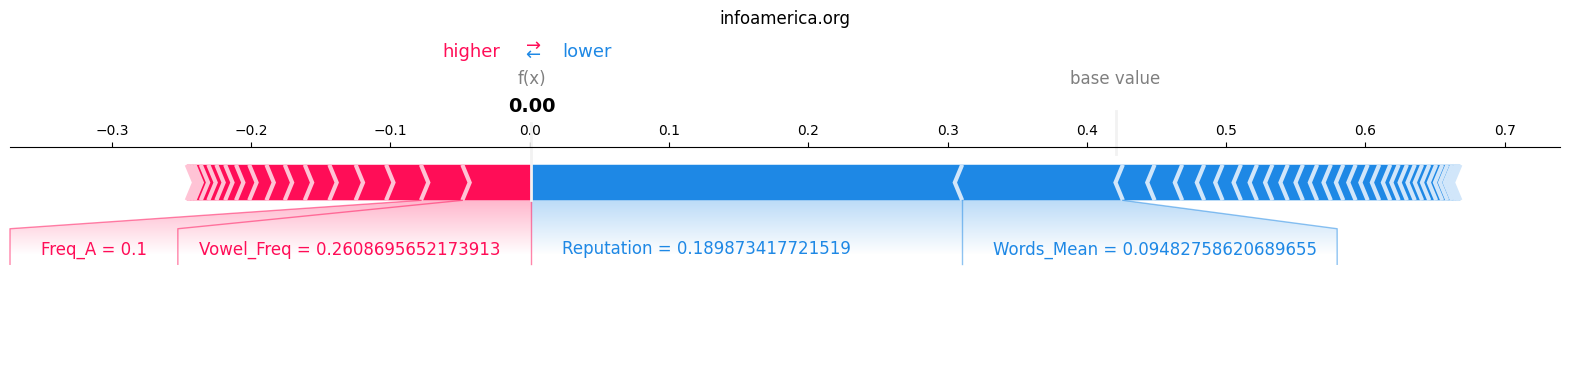 infoamerica.org
higher ⇄ lower
f(x) base value
0.00
−0.3 −0.2 −0.1 0.0 0.1 0.2 0.3 0.4 0.5 0.6 0.7
Freq_A = 0.1 Vowel_Freq = 0.2608695652173913 Reputation = 0.189873417721519 Words_Mean = 0.09482758620689655